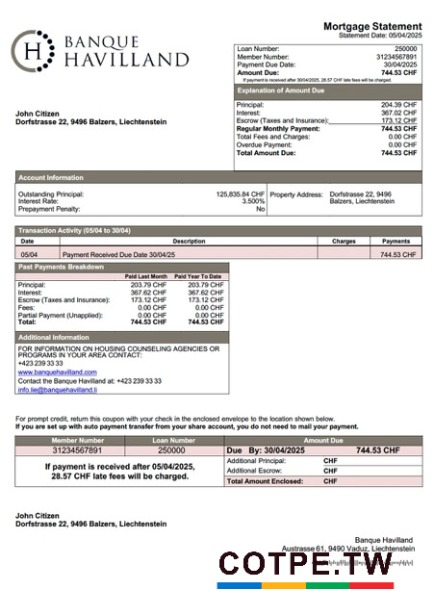 Mortgage Statement
Statement Date: 05/04/2025
H
BANQUE
HAVILLAND
Loan Number: 250000
Member Number: 31234567891
Payment Due Date: 30/04/2025
Amount Due: 744.53 CHF
If payment is received after 30/04/2025, 28.57 CHF late fees will be charged.
Explanation of Amount Due
Principal: 204.39 CHF
Interest: 367.02 CHF
Escrow (Taxes and Insurance): 173.12 CHF
Regular Monthly Payment: 744.53 CHF
Total Fees and Charges: 0.00 CHF
Overdue Payment: 0.00 CHF
Total Amount Due: 744.53 CHF
John Citizen
Dorfstrasse 22, 9496 Balzers, Liechtenstein
Account Information
Outstanding Principal: 125,835.84 CHF
Interest Rate: 3.500%
Prepayment Penalty: No
Property Address: Dorfstrasse 22, 9496
Balzers, Liechtenstein
Transaction Activity (05/04 to 30/04)
Date Description Charges Payments
05/04 Payment Received Due Date 30/04/25 744.53 CHF
Past Payments Breakdown
Paid Last Month Paid Year To Date
Principal: 203.79 CHF 203.79 CHF
Interest: 367.62 CHF 367.62 CHF
Escrow (Taxes and Insurance): 173.12 CHF 173.12 CHF
Fees: 0.00 CHF 0.00 CHF
Partial Payment (Unapplied): 0.00 CHF 0.00 CHF
Total: 744.53 CHF 744.53 CHF
Additional Information
FOR INFORMATION ON HOUSING COUNSELING AGENCIES OR
PROGRAMS IN YOUR AREA CONTACT:
+423 239 33 33
www.banquehavilland.com
Contact the Banque Havilland at: +423 239 33 33
info.lie@banquehavilland.li
For prompt credit, return this coupon with your check in the enclosed envelope to the location shown below.
If you are set up with auto payment transfer from your share account, you do not need to mail your payment.
Member Number Loan Number Amount Due
31234567891 250000 Due By: 30/04/2025 744.53 CHF
If payment is received after 05/04/2025,
28.57 CHF late fees will be charged.
Additional Principal: CHF
Additional Escrow: CHF
Total Amount Enclosed: CHF
John Citizen
Dorfstrasse 22, 9496 Balzers, Liechtenstein
Banque Havilland
Austrasse 61, 9490 Vaduz, Liechtenstein
COTPE.TW